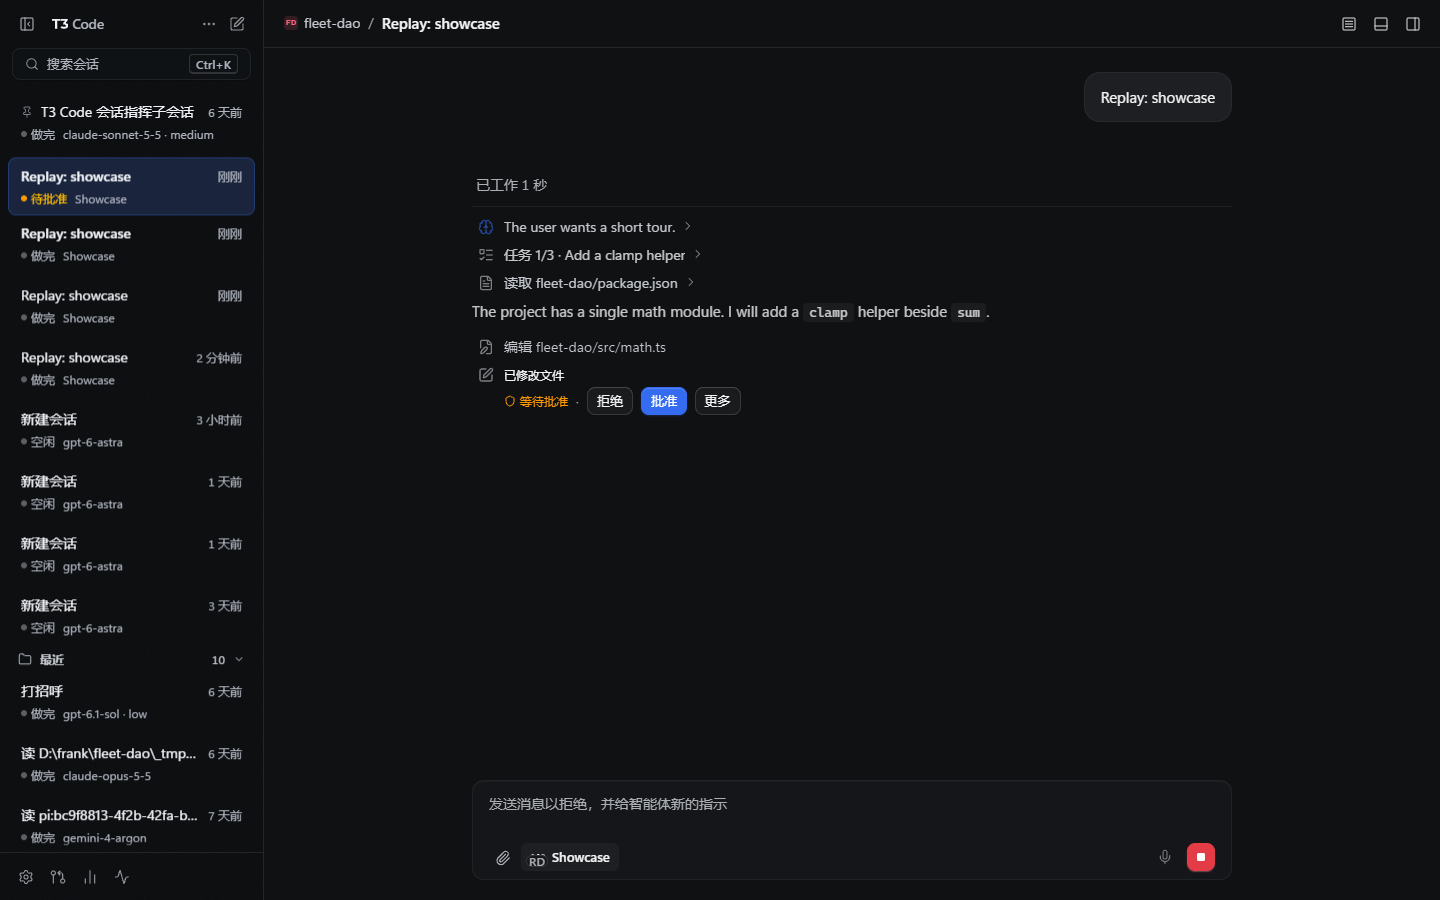 T3 Code
搜索会话 Ctrl+K
T3 Code 会话指挥子会话 6 天前
做完 claude-sonnet-5-5 · medium
Replay: showcase 刚刚
待批准 Showcase
Replay: showcase 刚刚
做完 Showcase
Replay: showcase 刚刚
做完 Showcase
Replay: showcase 2 分钟前
做完 Showcase
新建会话 3 小时前
空闲 gpt-6-astra
新建会话 1 天前
空闲 gpt-6-astra
新建会话 1 天前
空闲 gpt-6-astra
新建会话 3 天前
空闲 gpt-6-astra
最近 10
打招呼 6 天前
做完 gpt-6.1-sol · low
读 D:\frank\fleet-dao\_tmp... 6 天前
做完 claude-opus-5-5
读 pi:bc9f8813-4f2b-42fa-b... 7 天前
做完 gemini-4-argon
FD fleet-dao / Replay: showcase
Replay: showcase
已工作 1 秒
The user wants a short tour.
任务 1/3 · Add a clamp helper
读取 fleet-dao/package.json
The project has a single math module. I will add a clamp helper beside sum.
编辑 fleet-dao/src/math.ts
已修改文件
等待批准 · 拒绝 批准 更多
发送消息以拒绝，并给智能体新的指示
RD Showcase